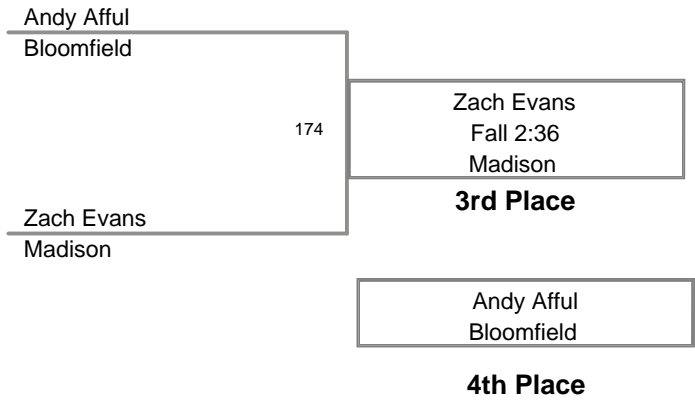 Andy Afful
Bloomfield
174
Zach Evans
Fall 2:36
Madison
3rd Place
Zach Evans
Madison
Andy Afful
Bloomfield
4th Place